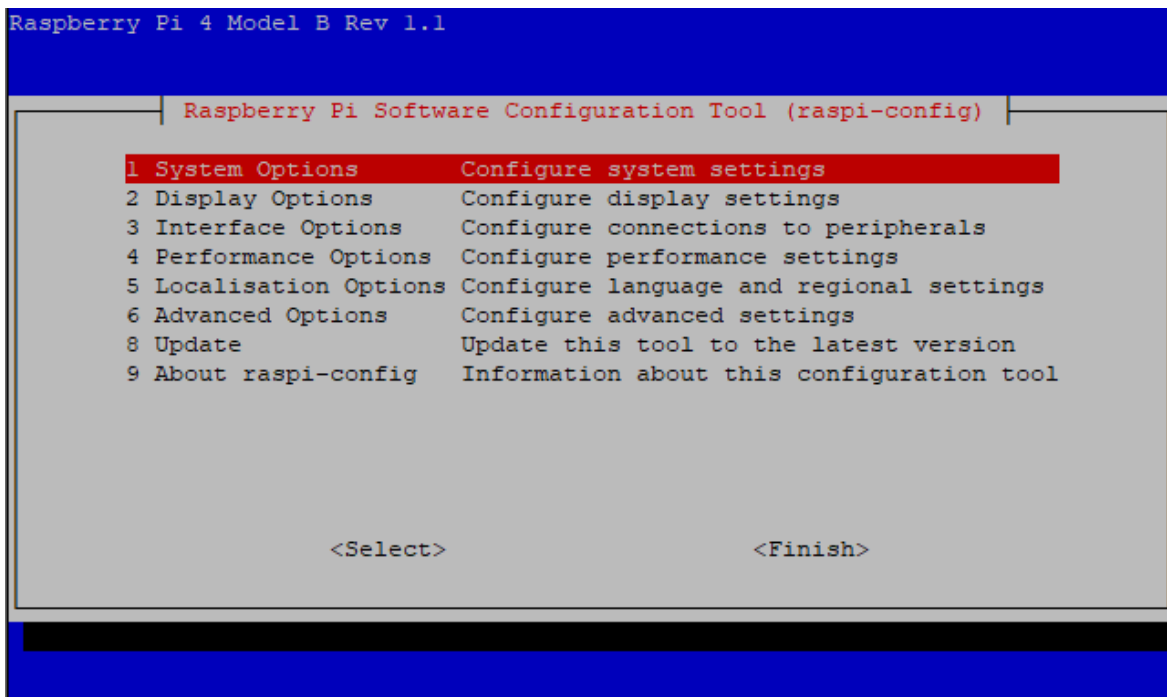 Raspberry Pi 4 Model B Rev 1.1
Raspberry Pi Software Configuration Tool (raspi-config)
1 System Options Configure system settings
2 Display Options Configure display settings
3 Interface Options Configure connections to peripherals
4 Performance Options Configure performance settings
5 Localisation Options Configure language and regional settings
6 Advanced Options Configure advanced settings
8 Update Update this tool to the latest version
9 About raspi-config Information about this configuration tool
<Select> <Finish>